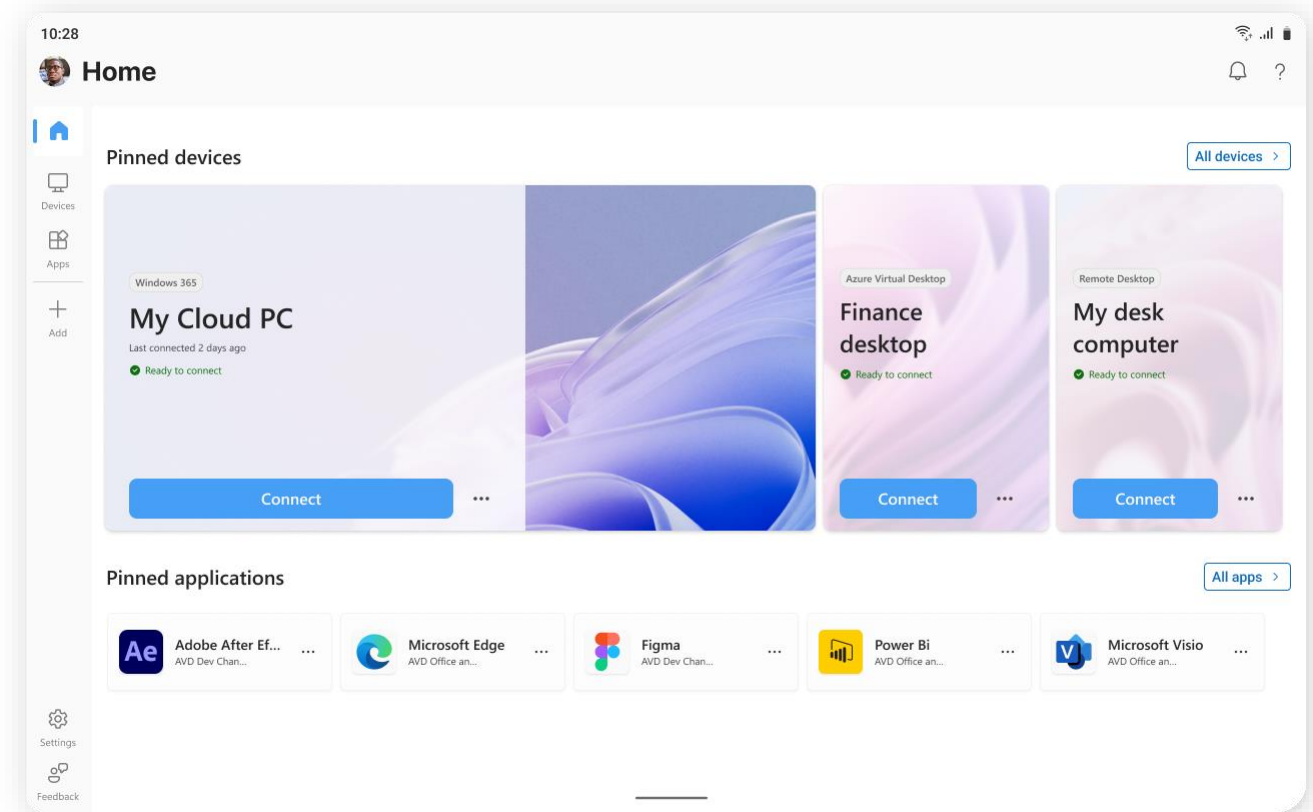 10:28
Home
Devices
Apps
Add
Settings
Feedback
Pinned devices
All devices
Windows 365
My Cloud PC
Last connected 2 days ago
Ready to connect
Connect
Azure Virtual Desktop
Finance
desktop
Ready to connect
Connect
Remote Desktop
My desk
computer
Ready to connect
Connect
Pinned applications
All apps
Ae
Adobe After Ef...
AVD Dev Chan...
Microsoft Edge
AVD Office an...
Figma
AVD Dev Chan...
Power Bi
AVD Office an...
V
Microsoft Visio
AVD Office an...